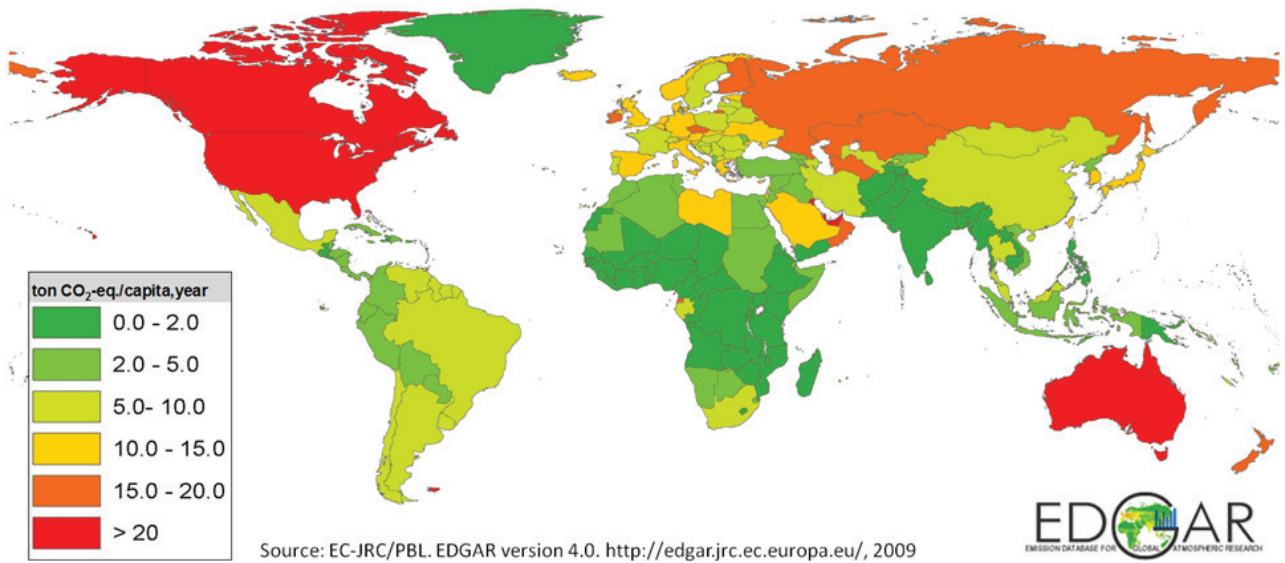 ton CO₂-eq./capita,year
0.0 - 2.0
2.0 - 5.0
5.0- 10.0
10.0 - 15.0
15.0 - 20.0
> 20
Source: EC-JRC/PBL. EDGAR version 4.0. http://edgar.jrc.ec.europa.eu/, 2009
EDGAR
EMISSION DATABASE FOR GLOBAL ATMOSPHERIC RESEARCH